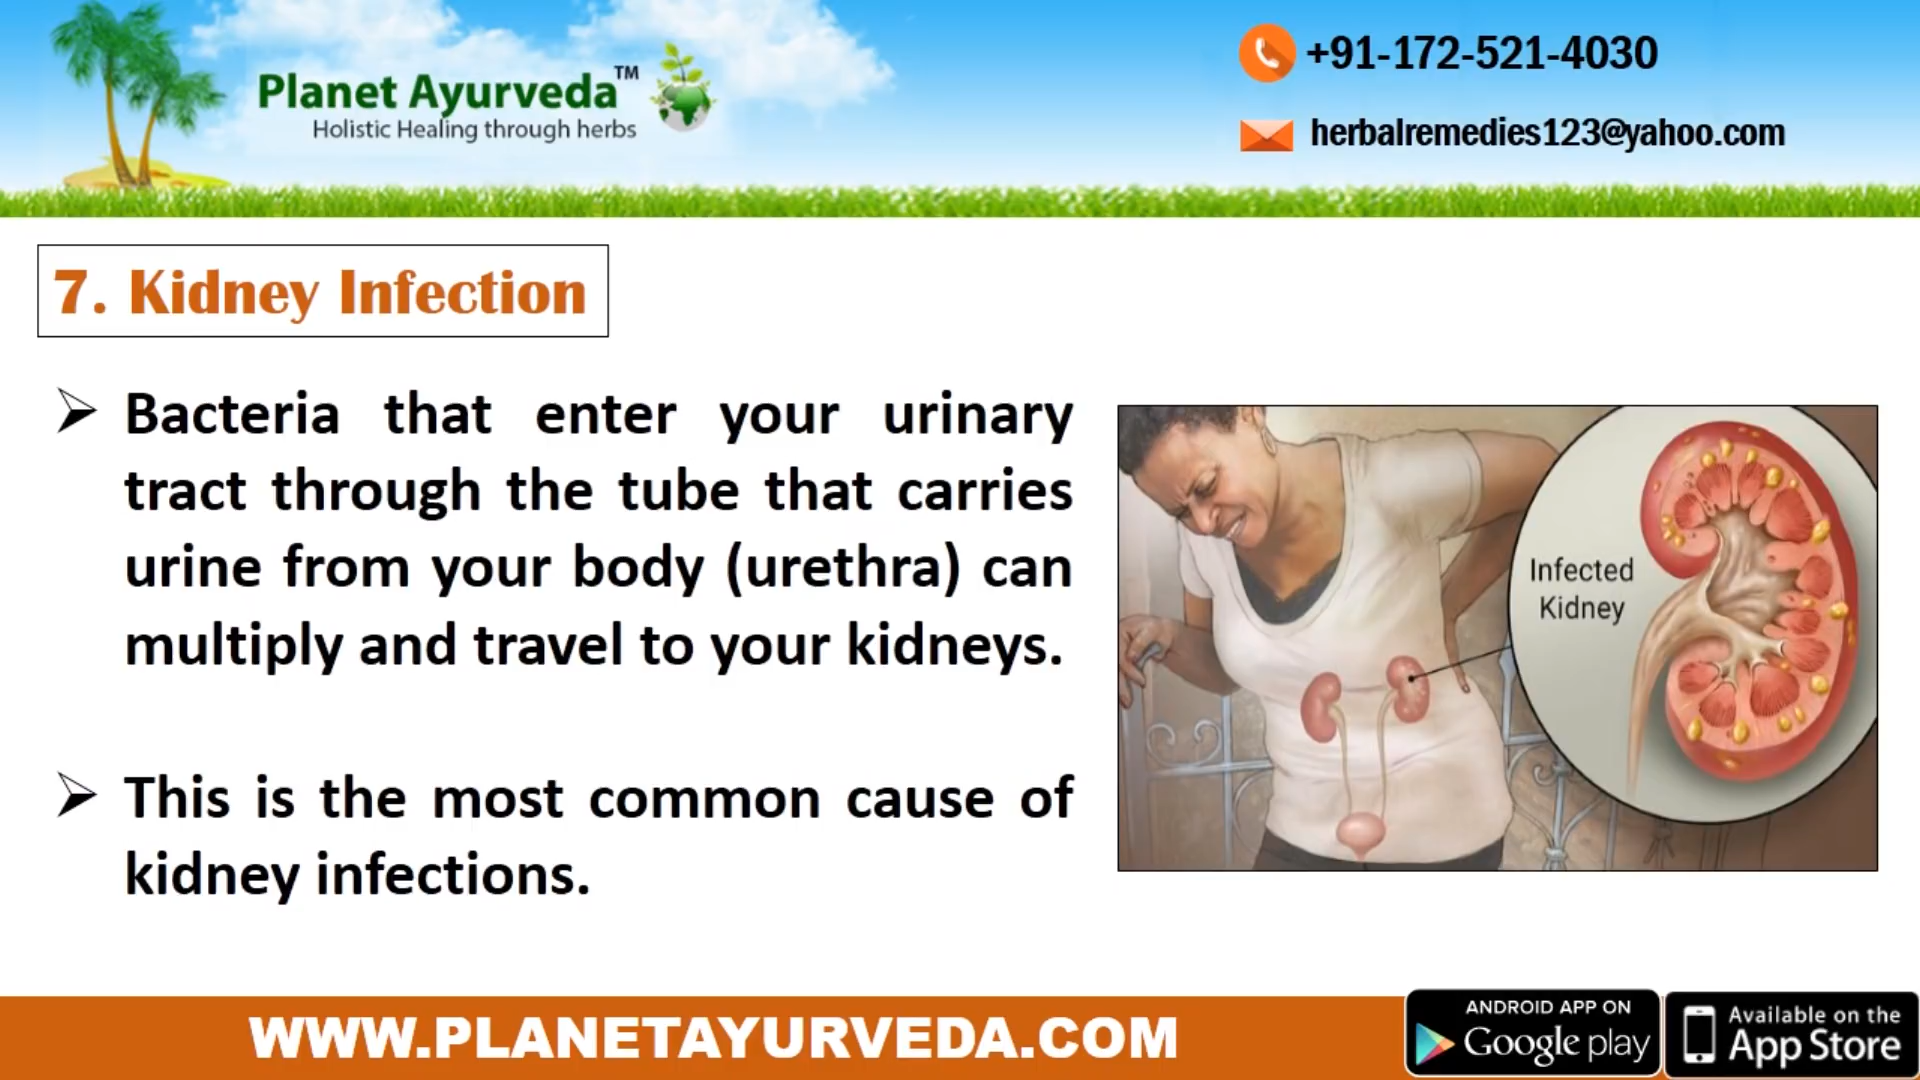 Planet Ayurveda™
Holistic Healing through herbs
+91-172-521-4030
herbalremedies123@yahoo.com
7. Kidney Infection
Bacteria that enter your urinary
tract through the tube that carries
urine from your body (urethra) can
multiply and travel to your kidneys.
This is the most common cause of
kidney infections.
Infected
Kidney
WWW.PLANETAYURVEDA.COM
ANDROID APP ON
Google play
Available on the
App Store